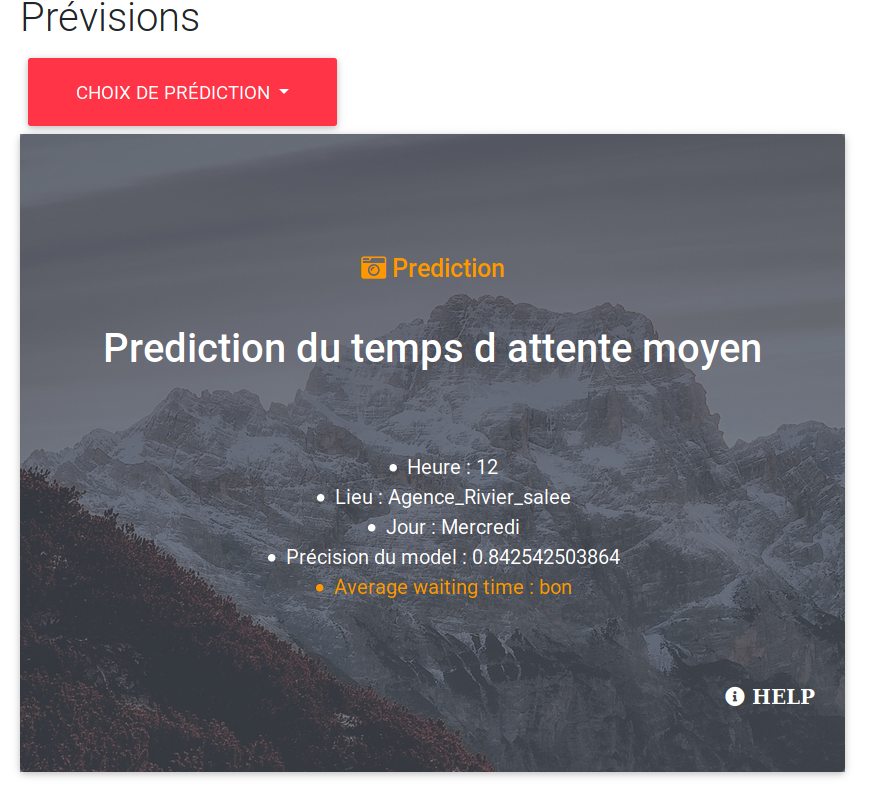 Prévisions
CHOIX DE PRÉDICTION
Prediction
Prediction du temps d attente moyen
Heure : 12
Lieu : Agence_Rivier_salee
Jour : Mercredi
Précision du model : 0.842542503864
Average waiting time : bon
HELP